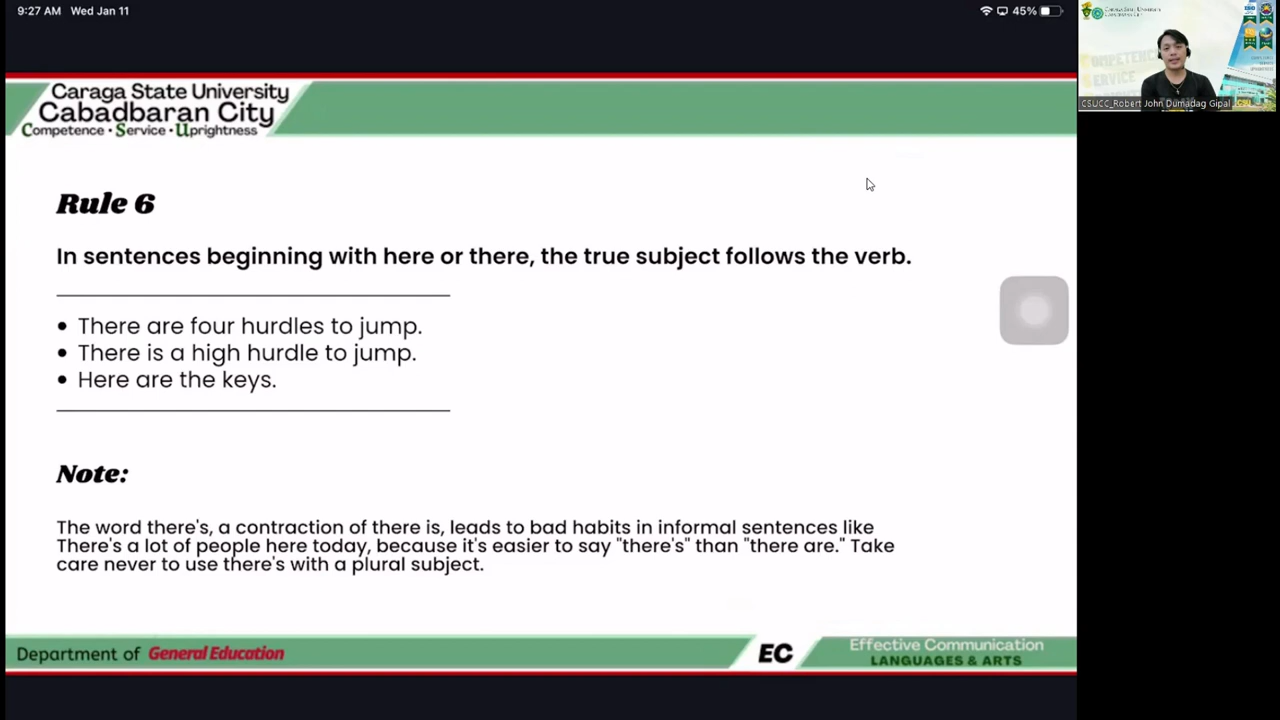 9:27 AM Wed Jan 11
45%
Caraga State University
Cabadbaran City
Competence • Service • Uprightness
CSUCC_Robert John Dumadag Gipal
Rule 6
In sentences beginning with here or there, the true subject follows the verb.
• There are four hurdles to jump.
• There is a high hurdle to jump.
• Here are the keys.
Note:
The word there's, a contraction of there is, leads to bad habits in informal sentences like
There's a lot of people here today, because it's easier to say "there's" than "there are." Take
care never to use there's with a plural subject.
Department of General Education
EC
Effective Communication
LANGUAGES & ARTS